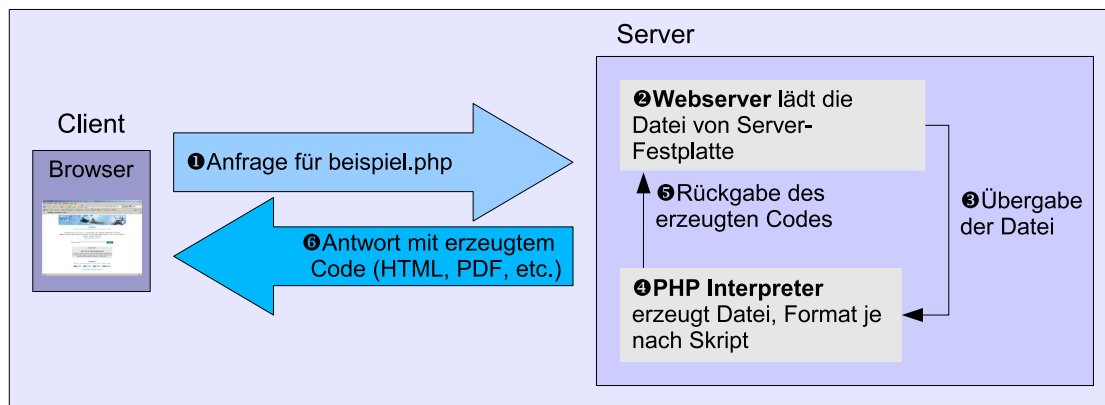 Server
Client
Browser
❶Anfrage für beispiel.php
❷Webserver lädt die
Datei von Server-
Festplatte
❸Übergabe
der Datei
❹PHP Interpreter
erzeugt Datei, Format je
nach Skript
❺Rückgabe des
erzeugten Codes
❻Antwort mit erzeugtem
Code (HTML, PDF, etc.)